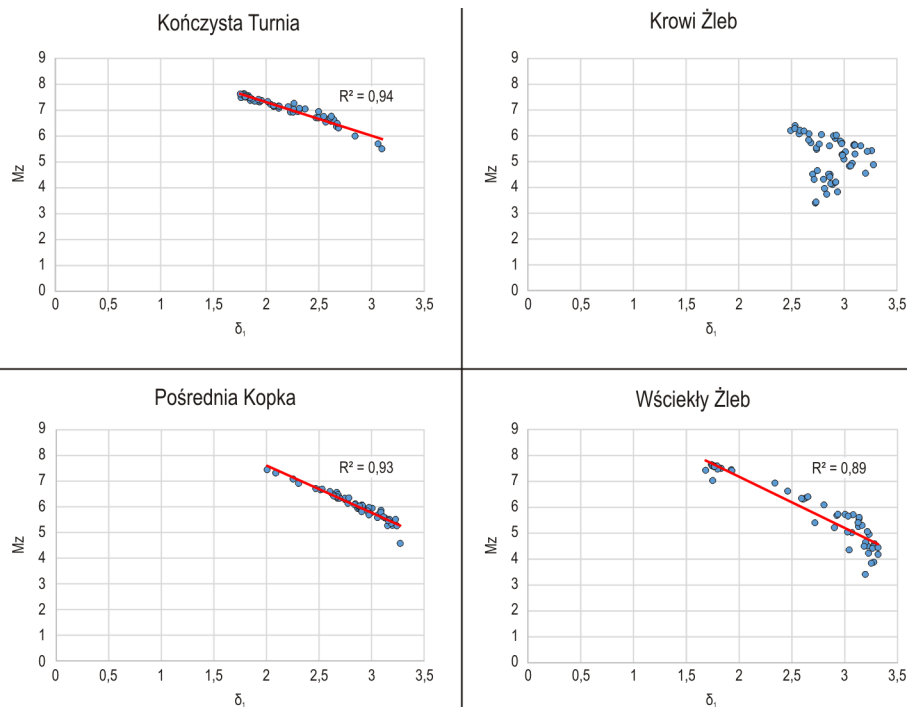 Kończysta Turnia
9
8
7
6
5
4
3
2
1
0
Mz
R² = 0,94
0 0,5 1 1,5 2 2,5 3 3,5
δ₁
Krowi Żleb
9
8
7
6
5
4
3
2
1
0
Mz
0 0,5 1 1,5 2 2,5 3 3,5
δ₁
Pośrednia Kopka
9
8
7
6
5
4
3
2
1
0
Mz
R² = 0,93
0 0,5 1 1,5 2 2,5 3 3,5
δ₁
Wściekły Żleb
9
8
7
6
5
4
3
2
1
0
Mz
R² = 0,89
0 0,5 1 1,5 2 2,5 3 3,5
δ₁